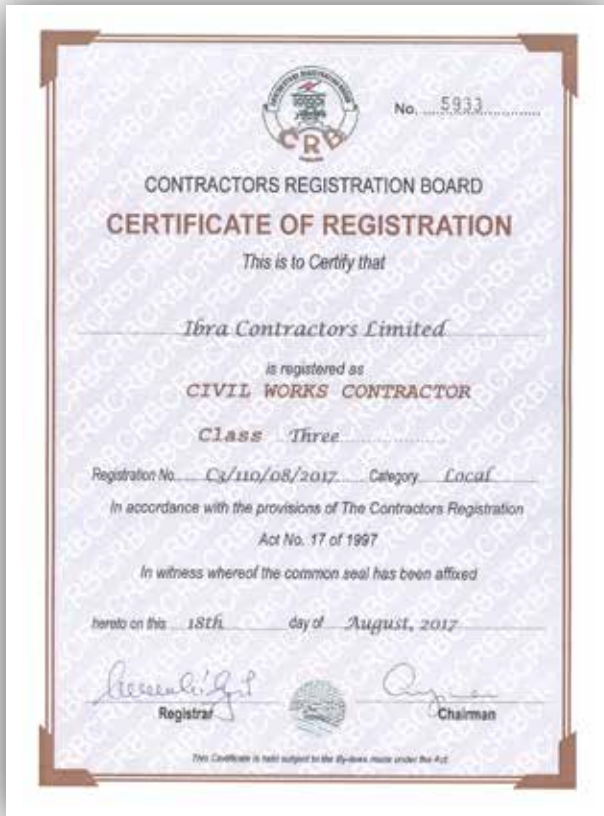 CONTRACTORS REGISTRATION BOARD
CRB
No. 5933
CONTRACTORS REGISTRATION BOARD
CERTIFICATE OF REGISTRATION
This is to Certify that
Ibra Contractors Limited
is registered as
CIVIL WORKS CONTRACTOR
Class Three
Registration No. C3/110/08/2017 Category Local
In accordance with the provisions of The Contractors Registration
Act No. 17 of 1997
In witness whereof the common seal has been affixed
hereto on this 18th day of August, 2017
Registrar Chairman
This Certificate is held subject to the By-laws made under the Act.